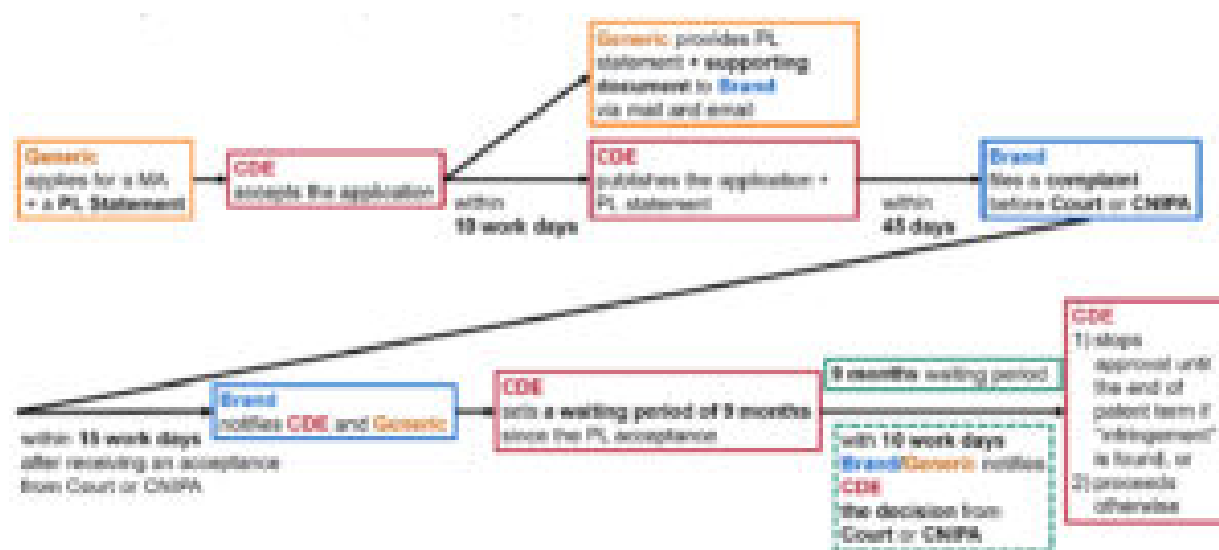 Generic provides PL
statement + supporting
document to Brand
via mail and email
Generic
applies for a MA
+ a PL Statement
CDE
accepts the application
within
10 work days
CDE
publishes the application +
PL statement
within
45 days
Brand
files a complaint
before Court or CNIPA
within 15 work days
after receiving an acceptance
from Court or CNIPA
Brand
notifies CDE and Generic
CDE
sets a waiting period of 9 months
since the PL acceptance
9 months waiting period
with 10 work days
Brand/Generic notifies
CDE
the decision from
Court or CNIPA
CDE
1) stops
approval until
the end of
patent term if
"infringement"
is found, or
2) proceeds
otherwise